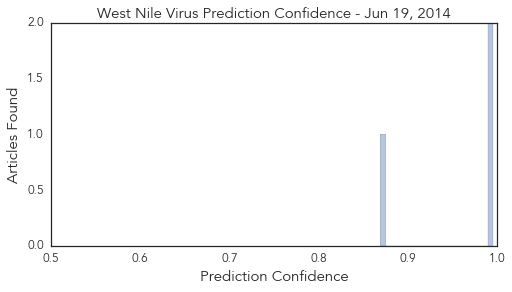 West Nile Virus Prediction Confidence - Jun 19, 2014
2.0
1.5
1.0
0.5
0.0
Articles Found
0.5 0.6 0.7 0.8 0.9 1.0
Prediction Confidence